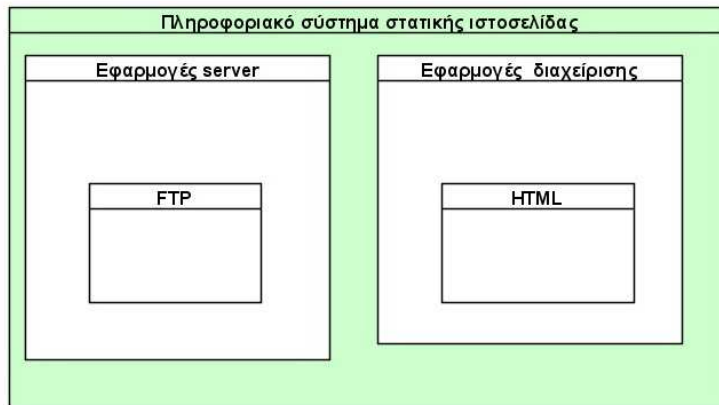 Πληροφοριακό σύστημα στατικής ιστοσελίδας
Εφαρμογές server
Εφαρμογές διαχείρισης
FTP
HTML